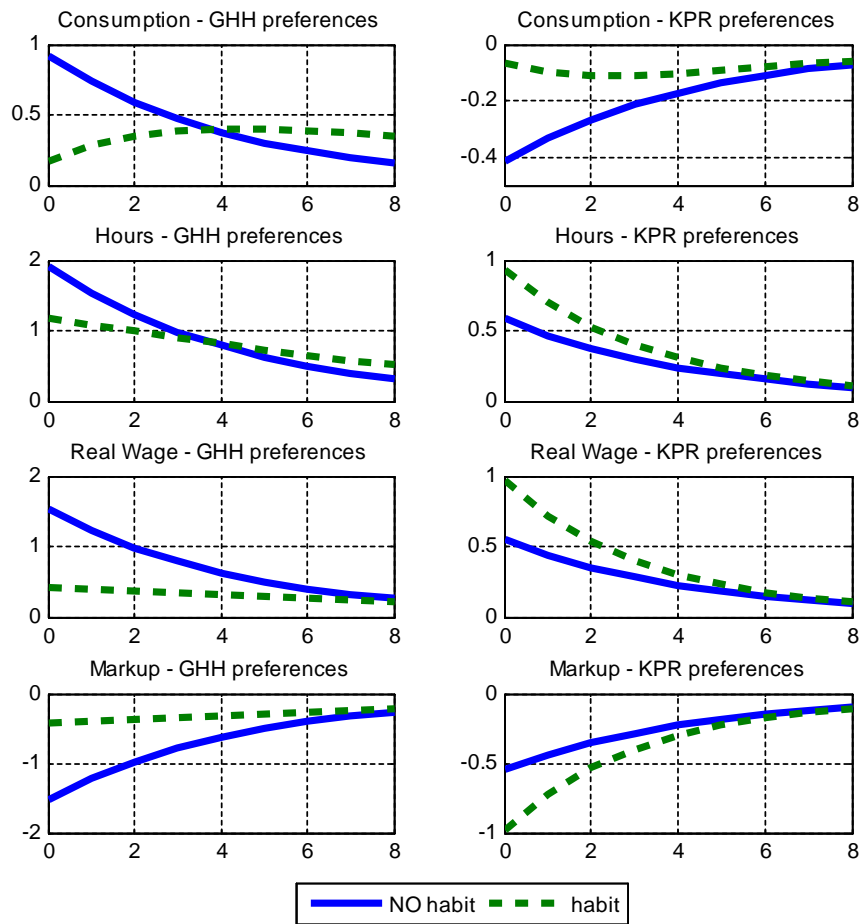 Consumption - GHH preferences
1
0.5
0
0 2 4 6 8
Consumption - KPR preferences
0
-0.2
-0.4
0 2 4 6 8
Hours - GHH preferences
2
1
0
0 2 4 6 8
Hours - KPR preferences
1
0.5
0
0 2 4 6 8
Real Wage - GHH preferences
2
1
0
0 2 4 6 8
Real Wage - KPR preferences
1
0.5
0
0 2 4 6 8
Markup - GHH preferences
-0
-1
-2
0 2 4 6 8
Markup - KPR preferences
-0
-0.5
-1
0 2 4 6 8
NO habit habit